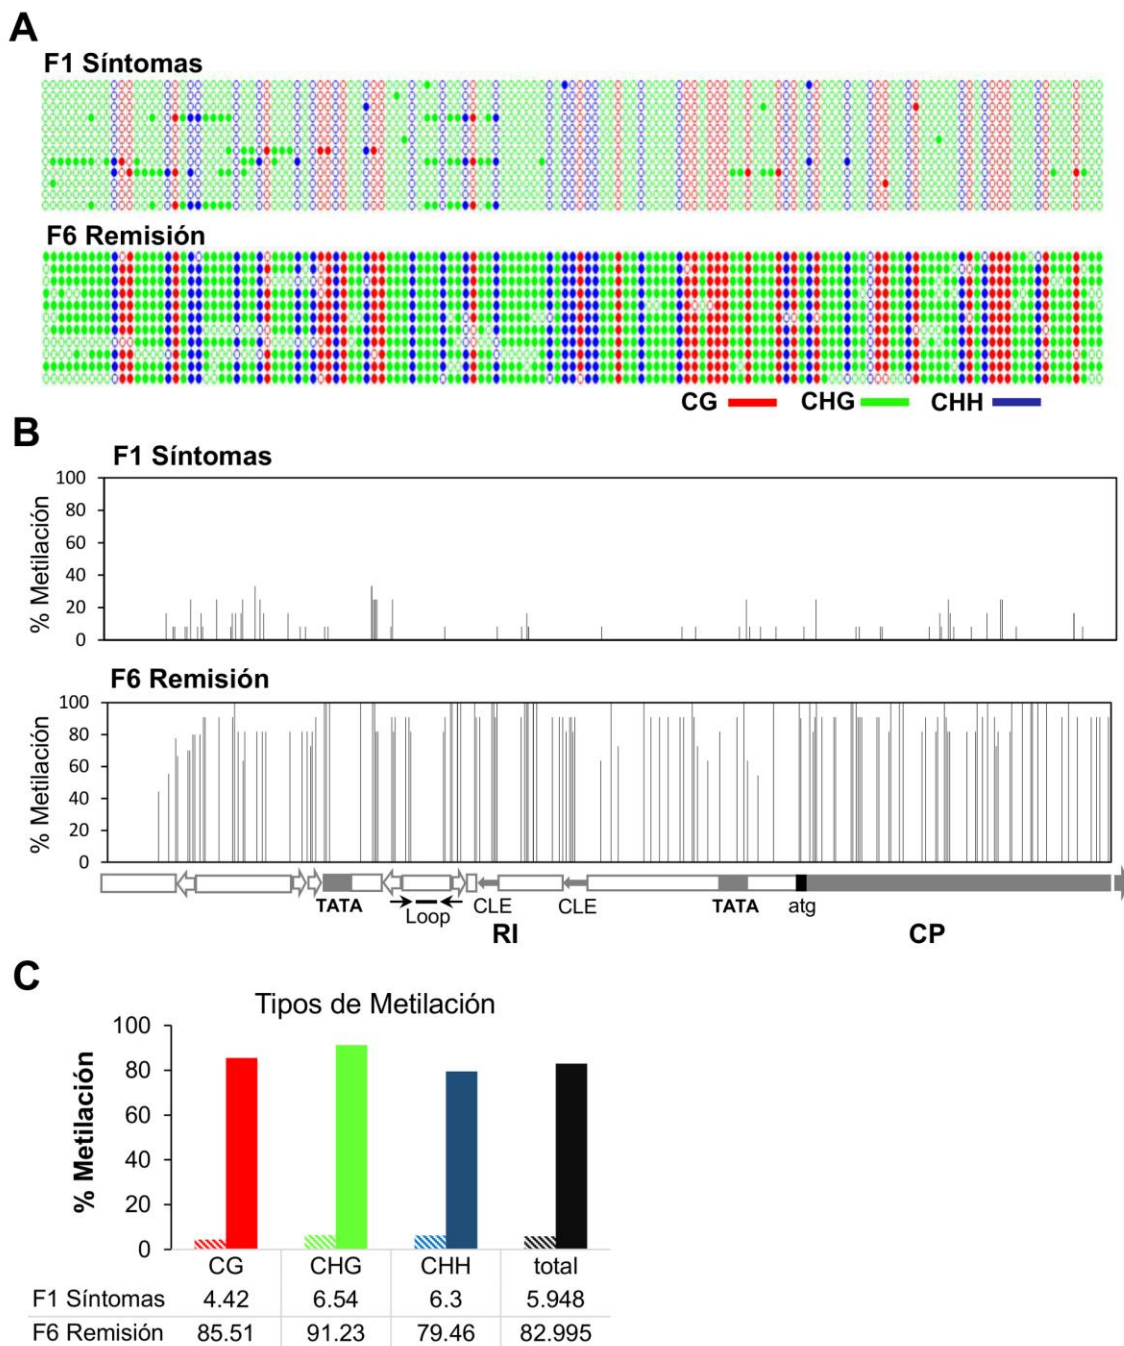 A
F1 Síntomas
F6 Remisión
CG CHG CHH
B
F1 Síntomas
% Metilación
100
80
60
40
20
0
F6 Remisión
% Metilación
100
80
60
40
20
0
TATA Loop CLE CLE TATA atg
RI CP
C
Tipos de Metilación
% Metilación
100
80
60
40
20
0
CG CHG CHH total
F1 Síntomas 4.42 6.54 6.3 5.948
F6 Remisión 85.51 91.23 79.46 82.995